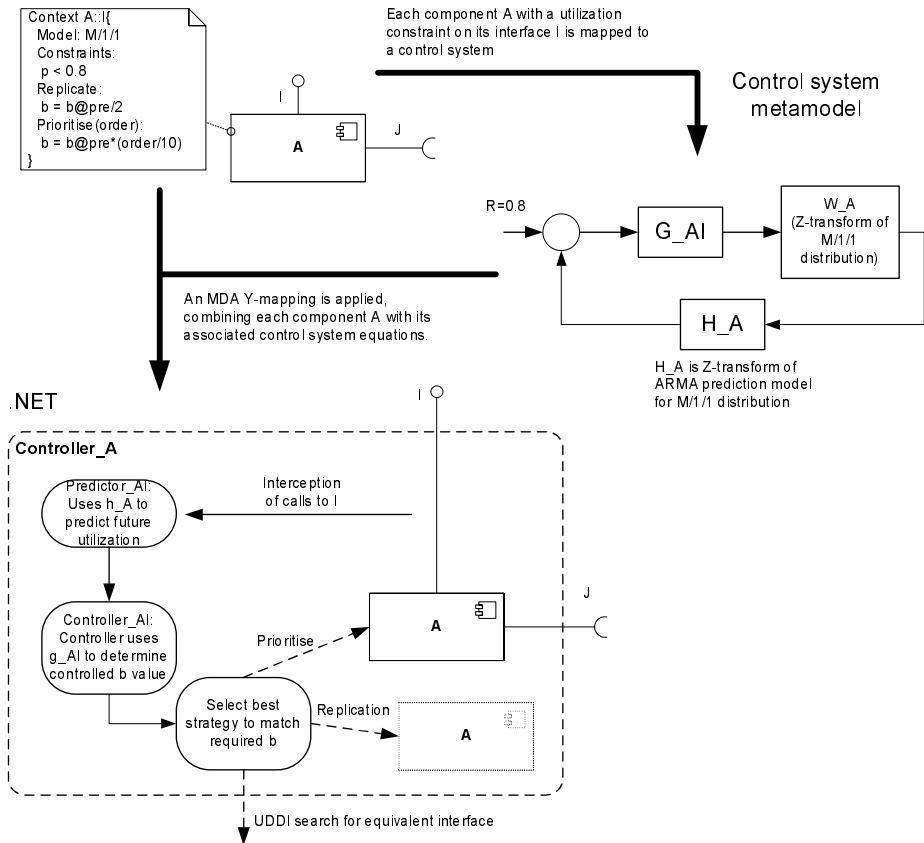 Context A::I{
Model: M/1/1
Constraints:
p < 0.8
Replicate:
b = b@pre/2
Prioritise(order):
b = b@pre*(order/10)
}
Each component A with a utilization
constraint on its interface I is mapped to
a control system
I
J
A
Control system
metamodel
R=0.8
G_AI
W_A
(Z-transform of
M/1/1
distribution)
H_A
H_A is Z-transform of
ARMA prediction model
for M/1/1 distribution
An MDA Y-mapping is applied,
combining each component A with its
associated control system equations.
.NET
I
Controller_A
Predictor_AI:
Uses h_A to
predict future
utilization
Interception
of calls to I
Controller_AI:
Controller uses
g_AI to determine
controlled b value
Prioritise
A
J
Select best
strategy to match
required b
Replication
A
UDDI search for equivalent interface